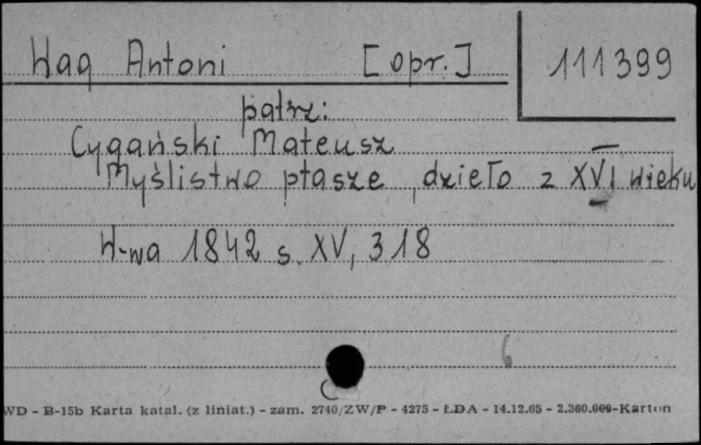 Waga Antoni [opr.] 111399
patrz:
Cygański Mateusz
Myślistwo ptasze, dzieło z XVI wieku
W-wa 1842 s. XV, 318
6
WD - B-15b Karta katal. (z liniat.) - zam. 2740/ZW/P - 4275 - ŁDA - 14.12.65 - 2.360.000-Karton